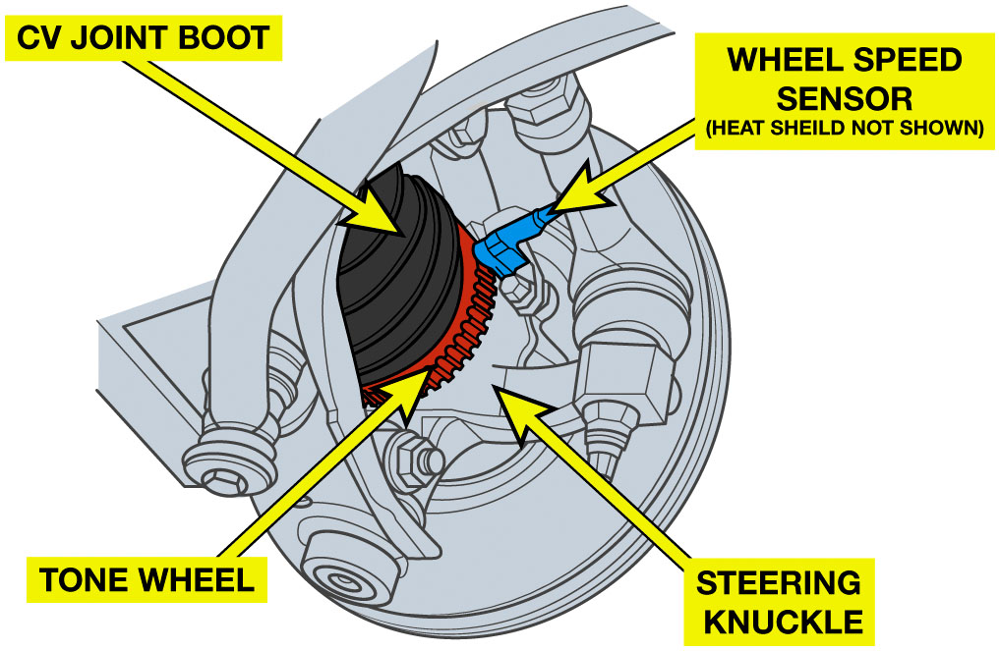 CV JOINT BOOT
WHEEL SPEED
SENSOR
(HEAT SHEILD NOT SHOWN)
TONE WHEEL
STEERING
KNUCKLE